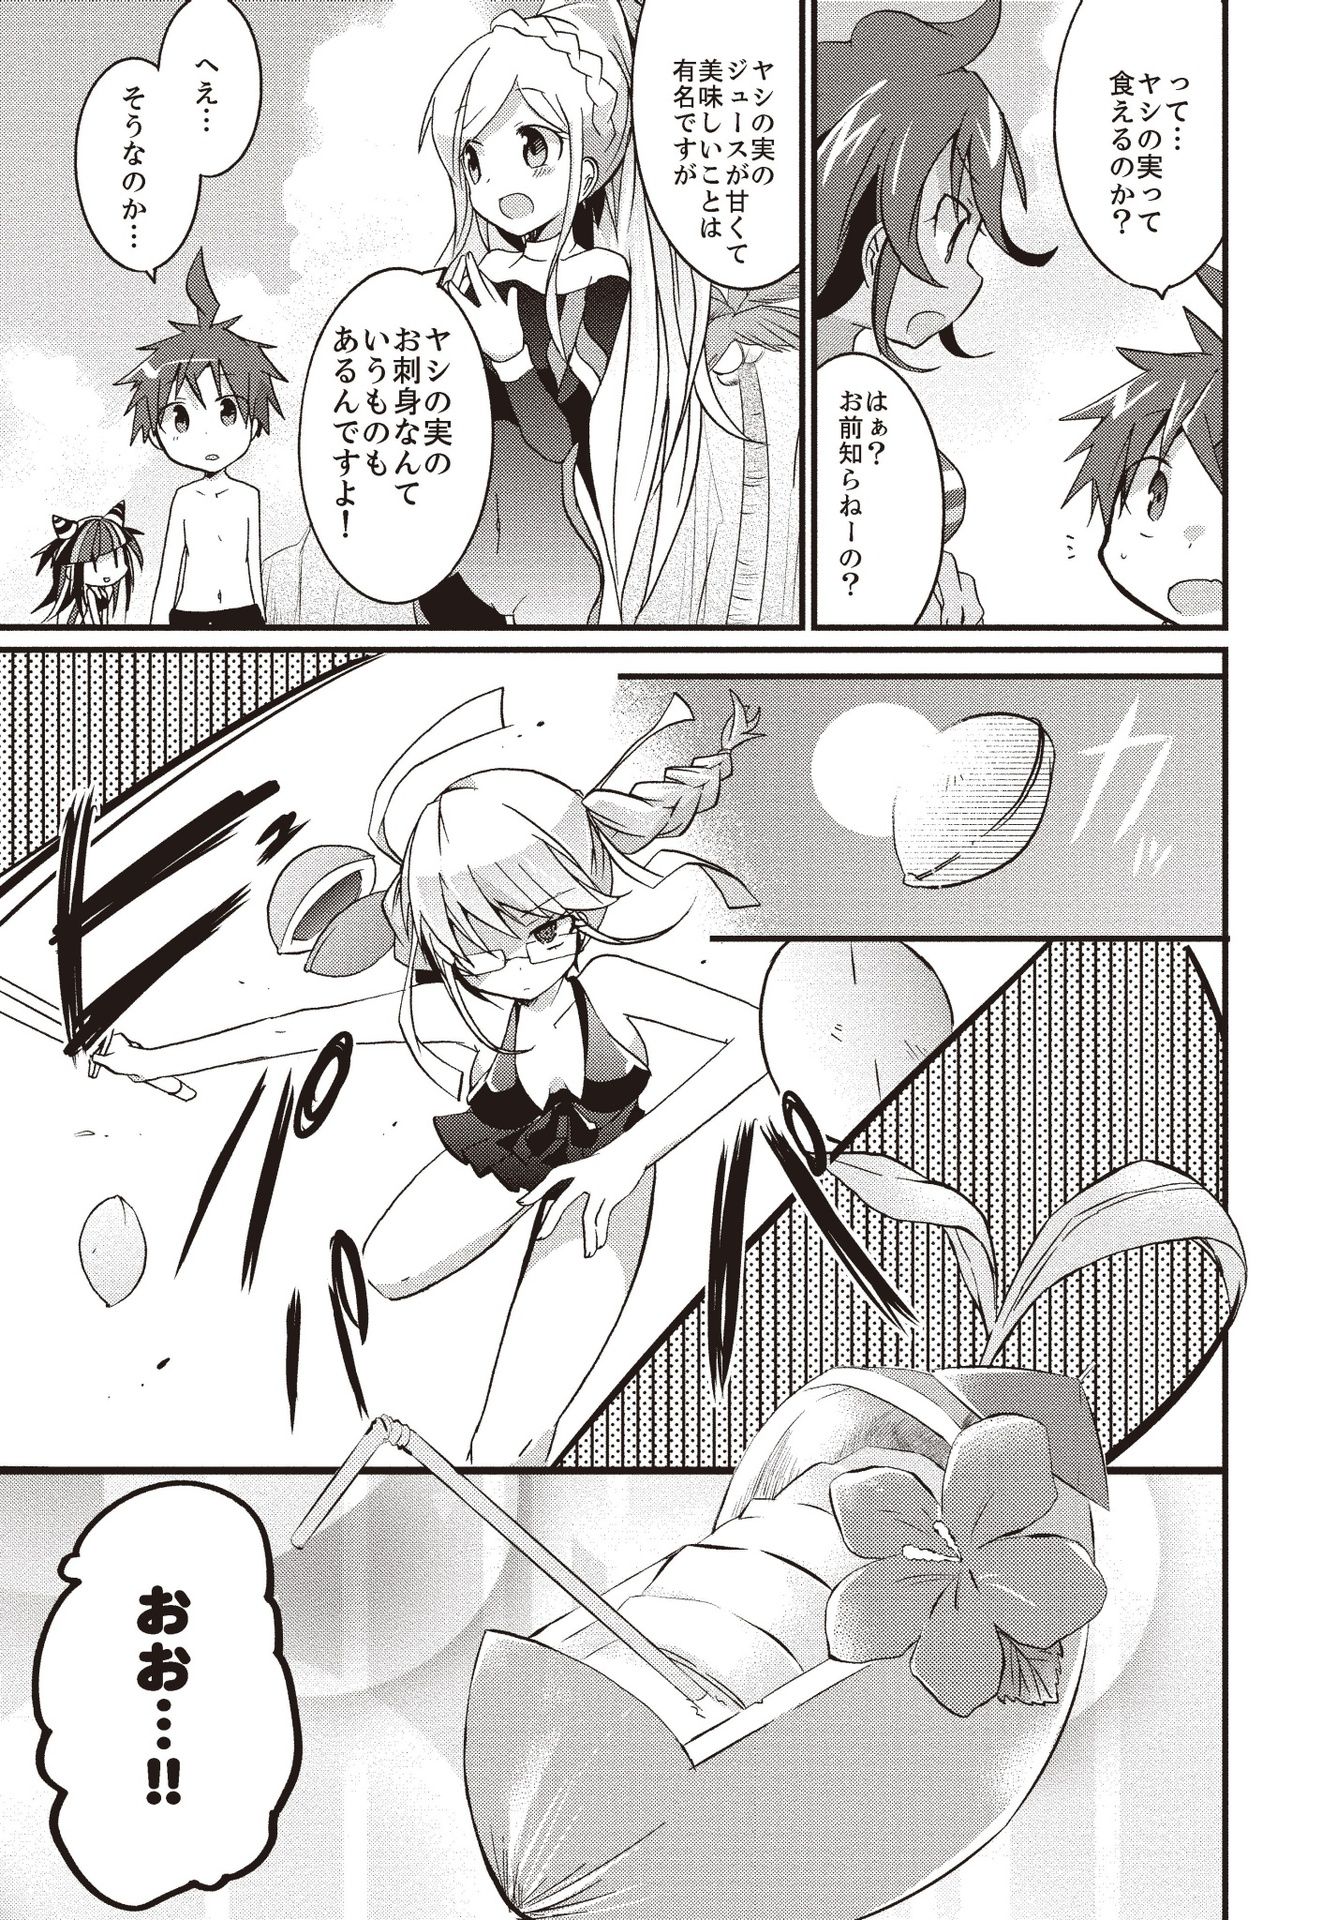 って…
ヤシの実って
食えるのか？
はぁ？
お前知らねーの？
ヤシの実の
ジュースが甘くて
美味しいことは
有名ですが
ヤシの実の
お刺身なんて
いうものも
あるんですよ！
へえ…
そうなのか…
カッ
おお…!!